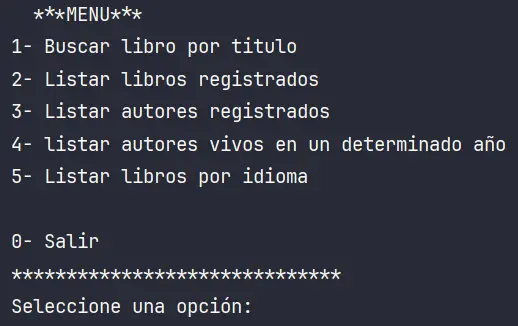 ***MENU***
1- Buscar libro por titulo
2- Listar libros registrados
3- Listar autores registrados
4- listar autores vivos en un determinado año
5- Listar libros por idioma
0- Salir
******************************
Seleccione una opción: